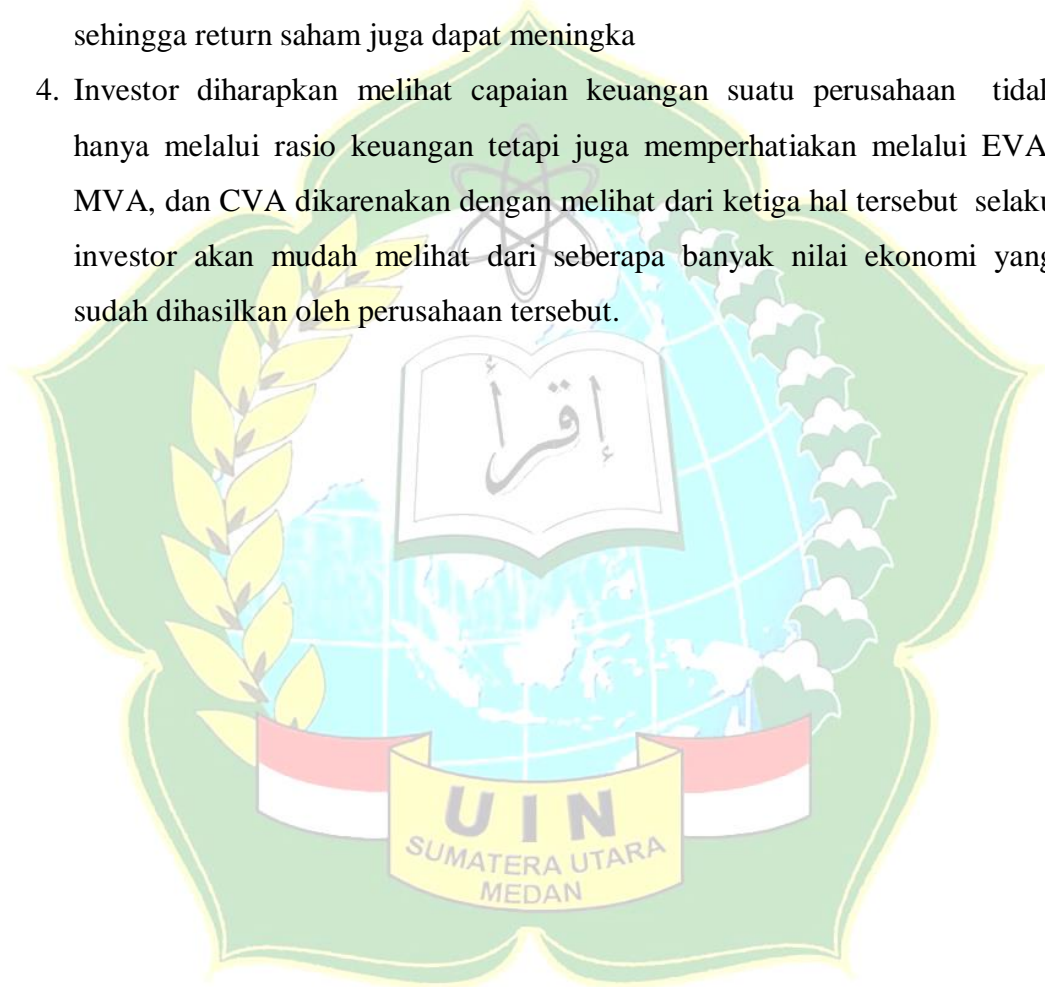 sehingga return saham juga dapat meningka
4. Investor diharapkan melihat capaian keuangan suatu perusahaan tidal
hanya melalui rasio keuangan tetapi juga memperhatiakan melalui EVA
MVA, dan CVA dikarenakan dengan melihat dari ketiga hal tersebut selaku
investor akan mudah melihat dari seberapa banyak nilai ekonomi yang
sudah dihasilkan oleh perusahaan tersebut.
إقرأ
UIN
SUMATERA UTARA
MEDAN